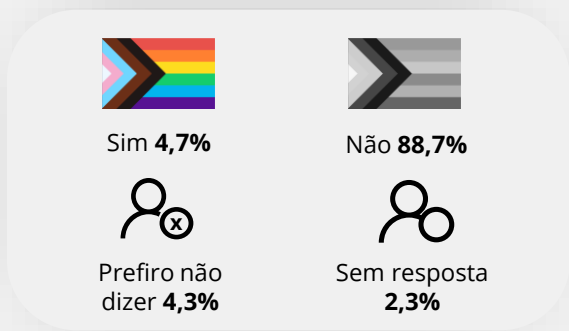 Sim 4,7%
Não 88,7%
x
Prefiro não
dizer 4,3%
Sem resposta
2,3%